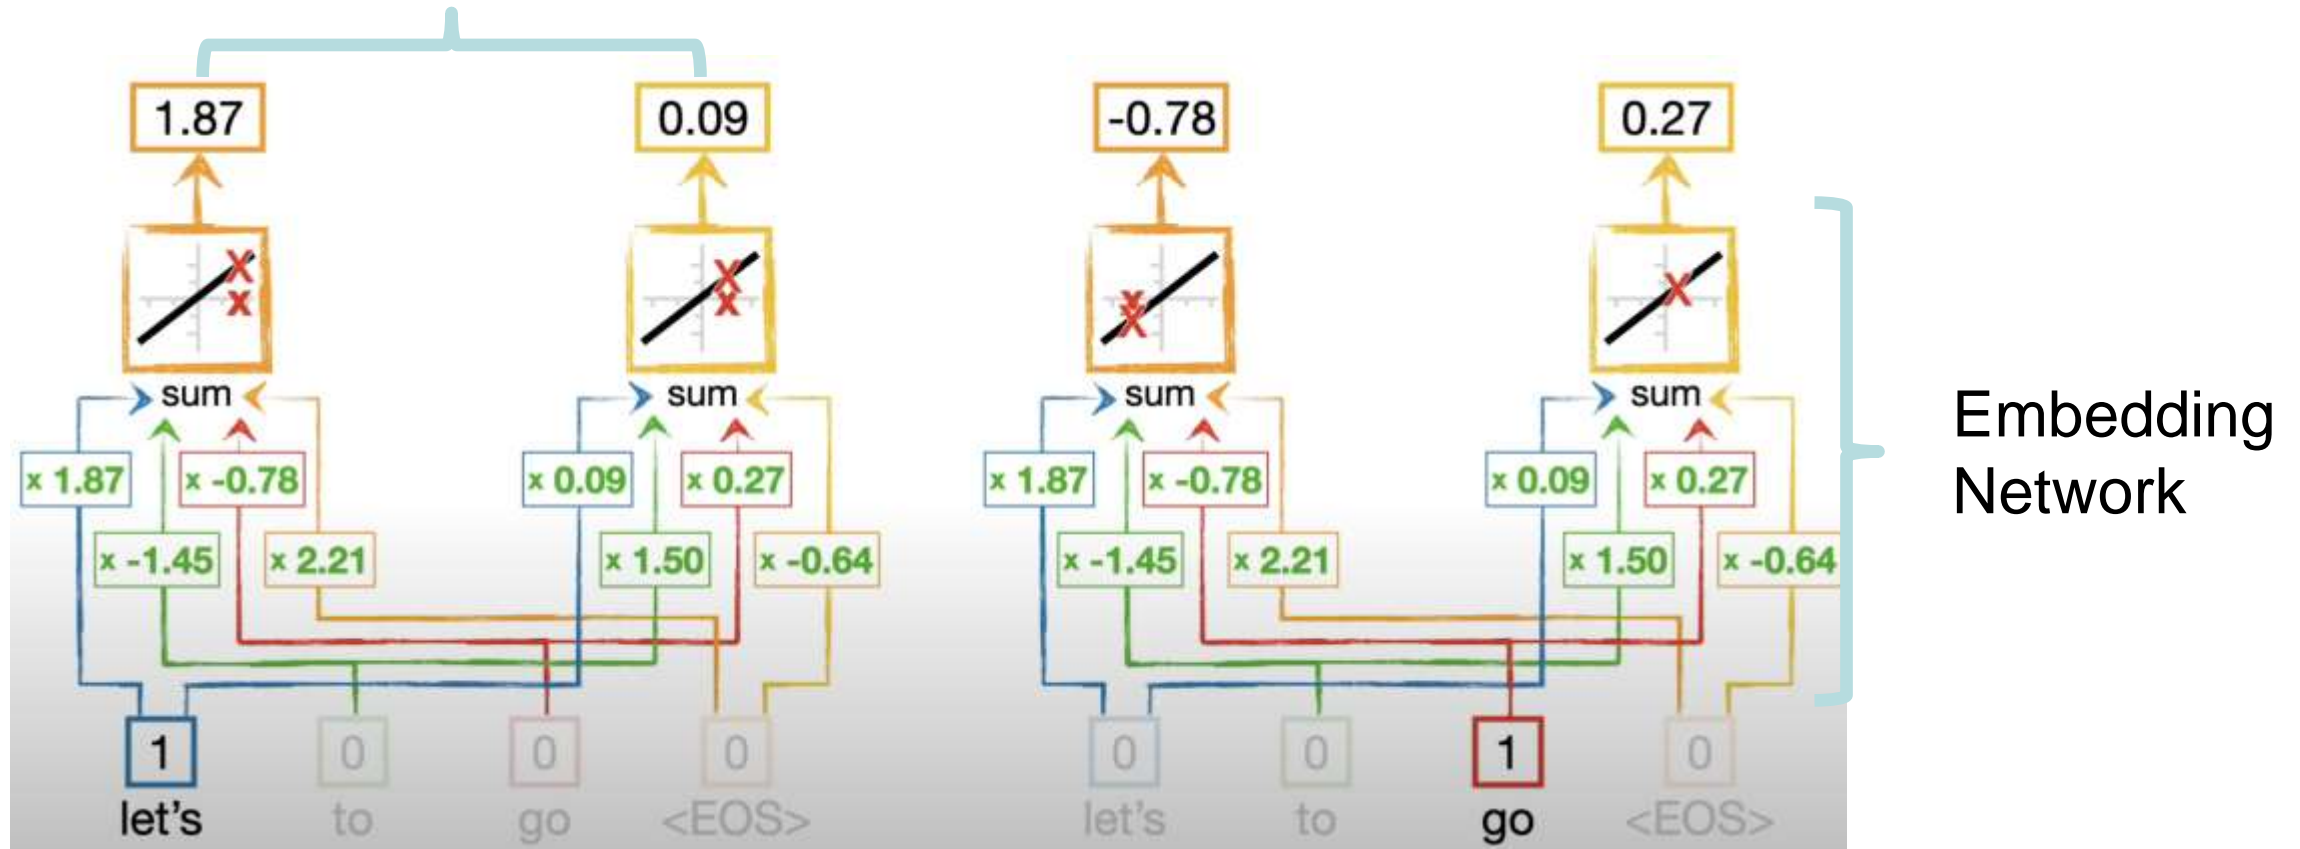 1.87 0.09 -0.78 0.27
sum sum sum sum
x 1.87 x -0.78 x 0.09 x 0.27 x 1.87 x -0.78 x 0.09 x 0.27
x -1.45 x 2.21 x 1.50 x -0.64 x -1.45 x 2.21 x 1.50 x -0.64
Embedding
Network
1 0 0 0 0 0 1 0
let's to go <EOS> let's to go <EOS>